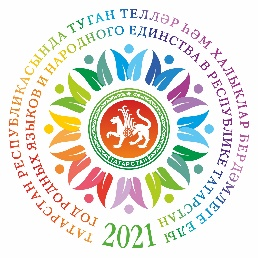 ТАТАРСТАН РЕСПУБЛИКАСЫНДА ТУГАН ТЕЛЛӘР ҺӘМ ХАЛЫКЛАР БЕРДӘМЛЕГЕ ЕЛЫ
ГОД РОДНЫХ ЯЗЫКОВ И НАРОДНОГО ЕДИНСТВА В РЕСПУБЛИКЕ ТАТАРСТАН
ТАТАРСТАН
2021